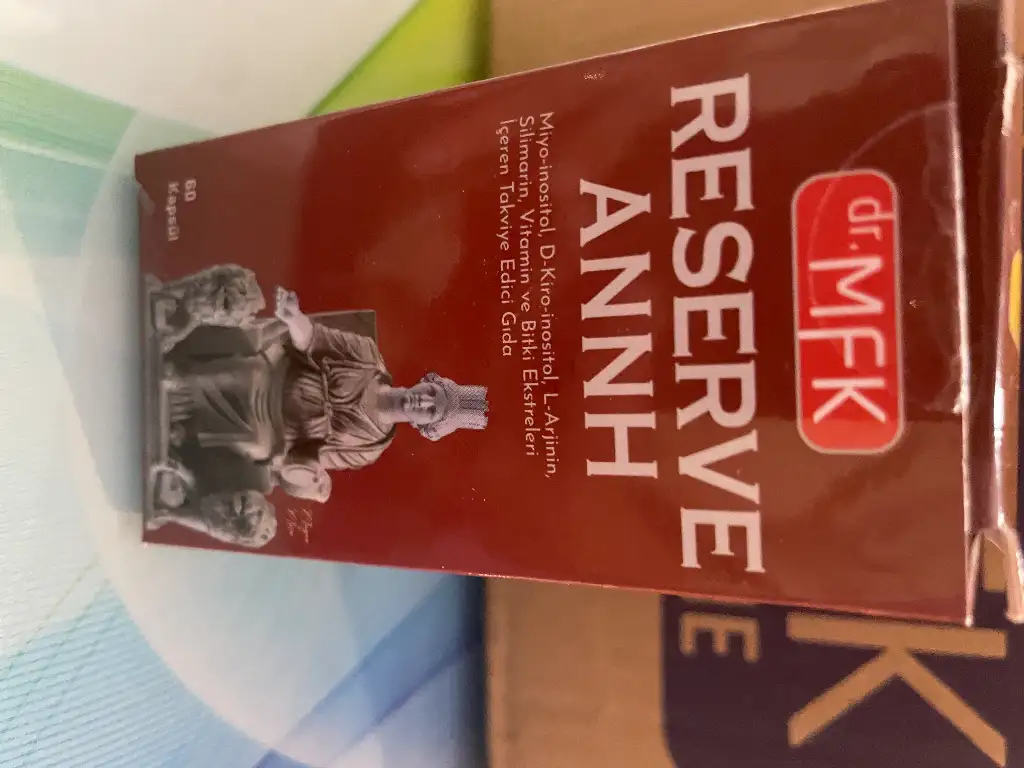 dr.MFK
RESERVE
ANNH
Miyo-inositol, D-Kiro-inositol, L-Arjinin,
Silimarin, Vitamin ve Bitki Ekstreleri
İçeren Takviye Edici Gıda
60
Kapsül
K
E